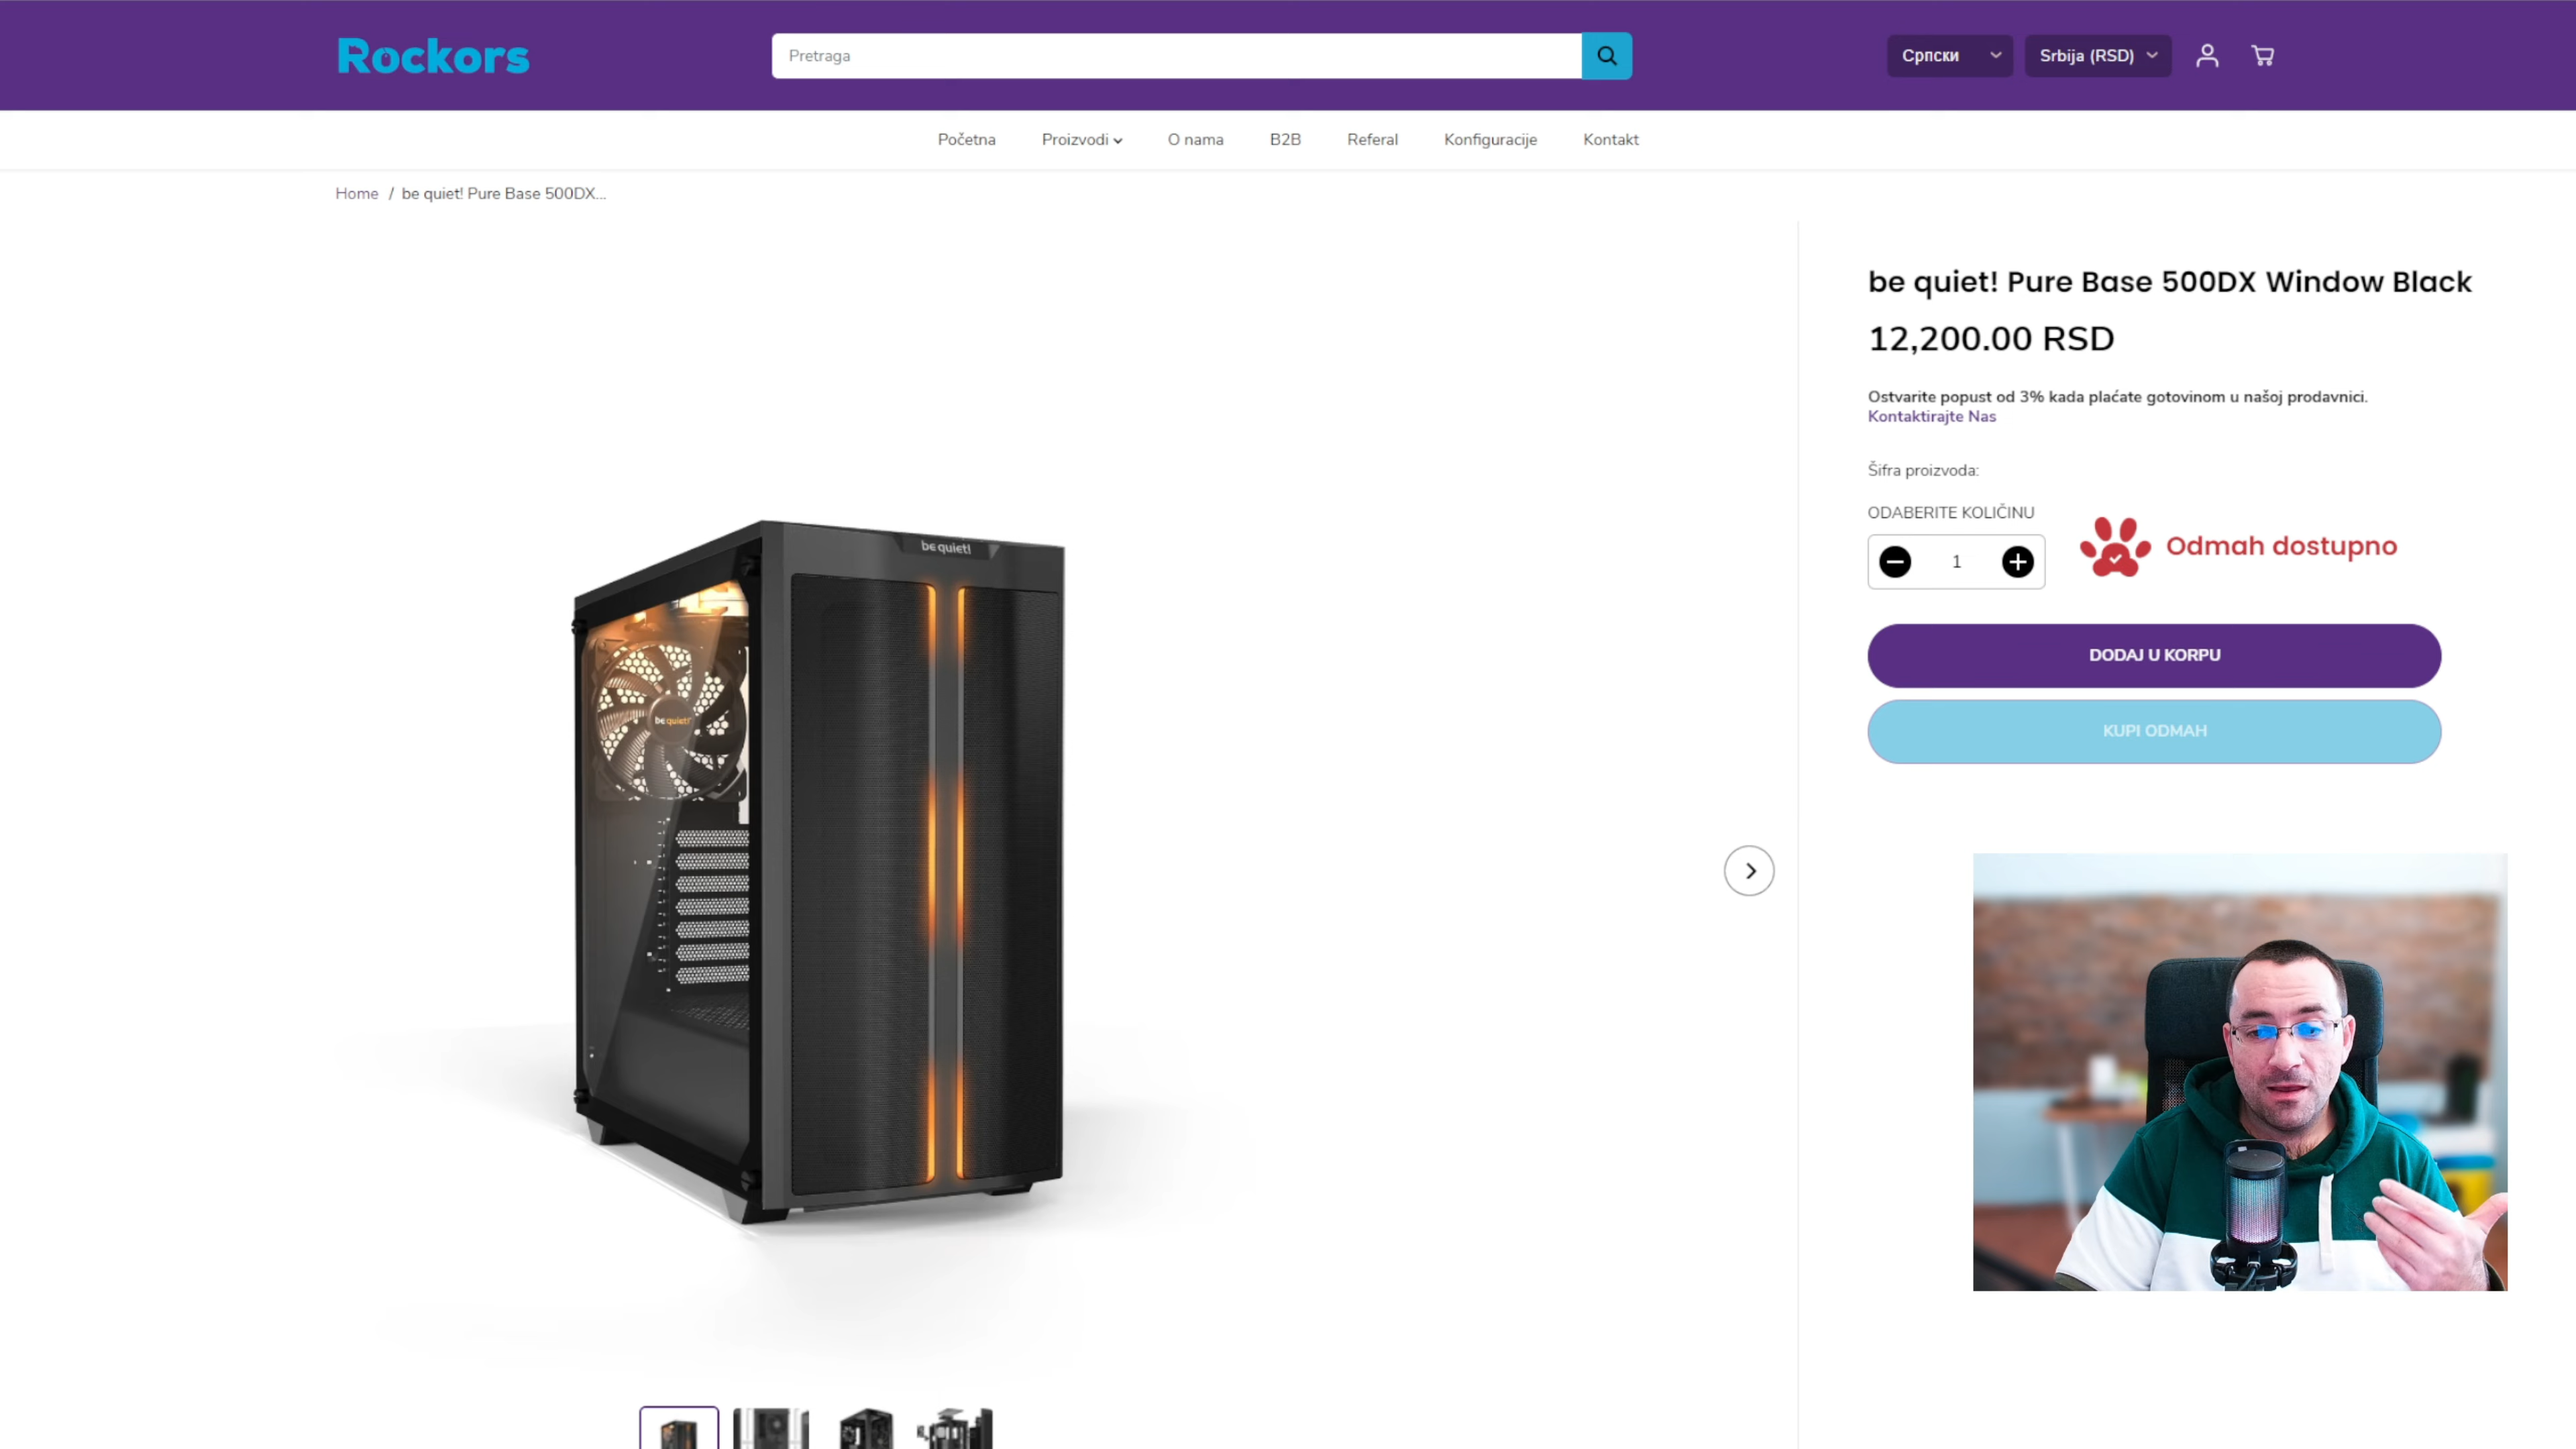 Rockors
Pretraga
Српски
Srbija (RSD)
Početna
Proizvodi
O nama
B2B
Referal
Konfiguracije
Kontakt
Home / be quiet! Pure Base 500DX...
be quiet! Pure Base 500DX Window Black
12,200.00 RSD
Ostvarite popust od 3% kada plaćate gotovinom u našoj prodavnici.
Kontaktirajte Nas
Šifra proizvoda:
ODABERITE KOLIČINU
1
Odmah dostupno
DODAJ U KORPU
KUPI ODMAH
be quiet!
be quiet!